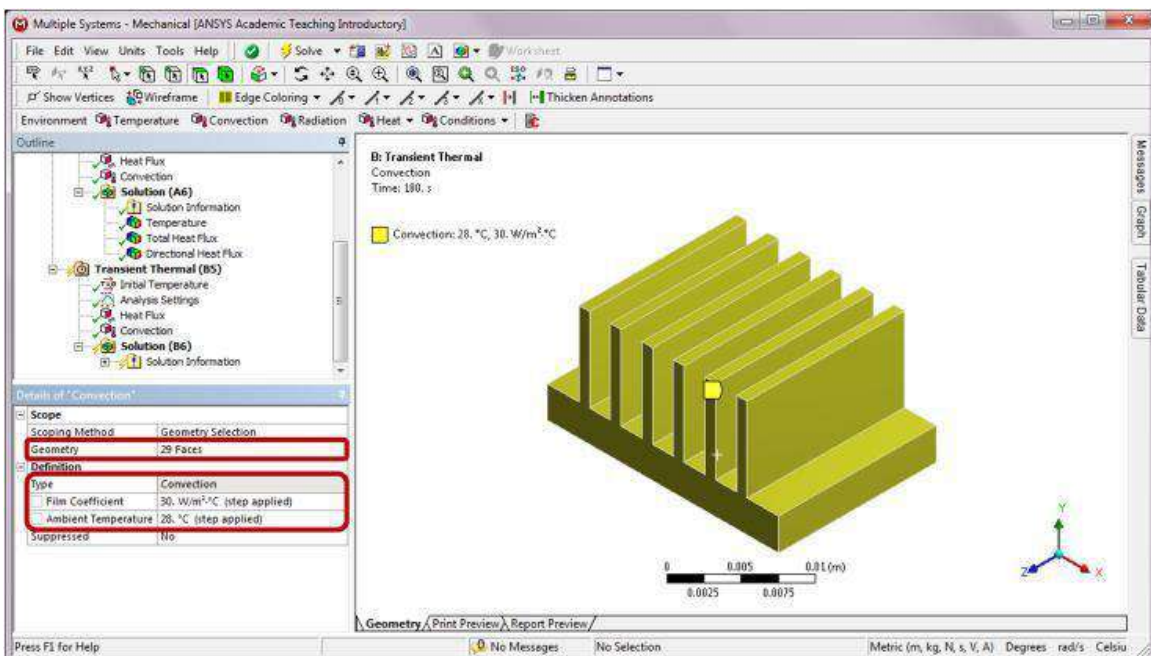 Multiple Systems - Mechanical [ANSYS Academic Teaching Introductory]
File Edit View Units Tools Help Solve Worksheet
Show Vertices Wireframe Edge Coloring Thicken Annotations
Environment Temperature Convection Radiation Heat Conditions
Outline
Heat Flux
Convection
Solution (A6)
Solution Information
Temperature
Total Heat Flux
Directional Heat Flux
Transient Thermal (B5)
Initial Temperature
Analysis Settings
Heat Flux
Convection
Solution (B6)
Solution Information
Details of "Convection"
Scope
Scoping Method Geometry Selection
Geometry 29 Faces
Definition
Type Convection
Film Coefficient 30. W/m²·°C (step applied)
Ambient Temperature 28. °C (step applied)
Suppressed No
B: Transient Thermal
Convection
Time: 180. s
Convection: 28. °C, 30. W/m²·°C
0 0.005 0.01 (m)
0.0025 0.0075
Y
Z X
Geometry Print Preview Report Preview
Messages
Graph
Tabular Data
Press F1 for Help No Messages No Selection Metric (m, kg, N, s, V, A) Degrees rad/s Celsiu